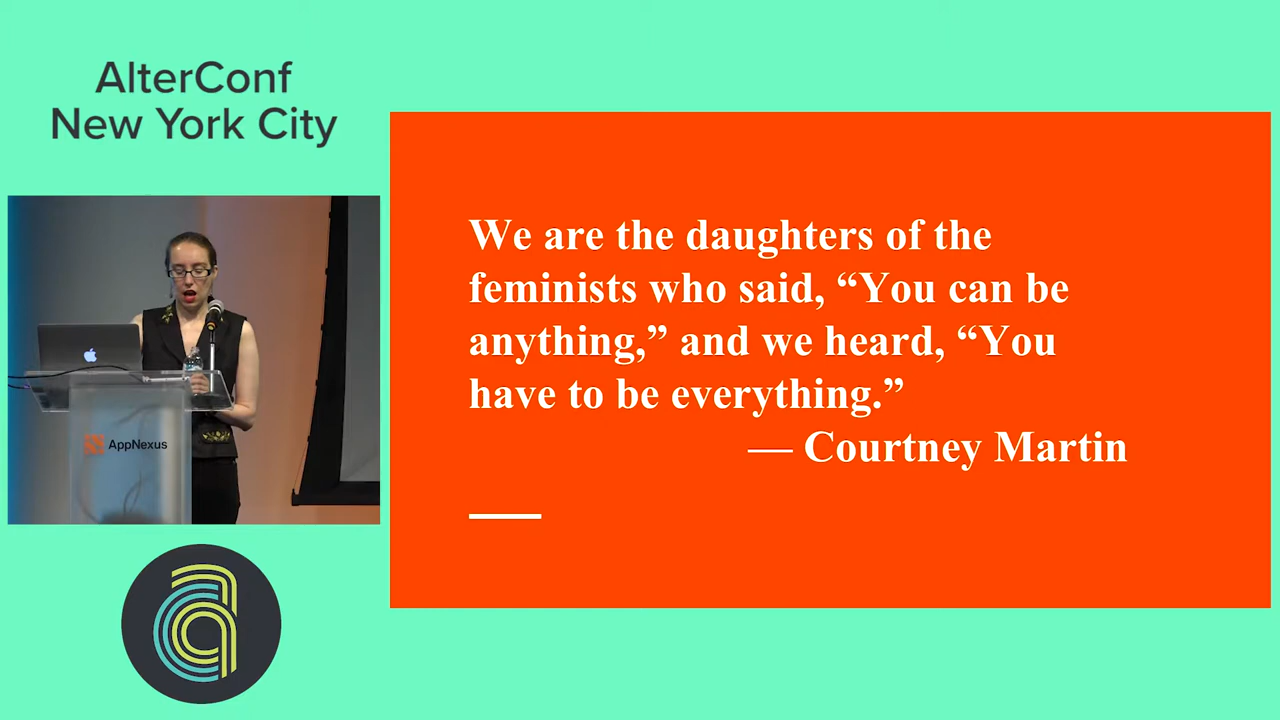 AlterConf
New York City
We are the daughters of the
feminists who said, “You can be
anything,” and we heard, “You
have to be everything.”
— Courtney Martin
AppNexus